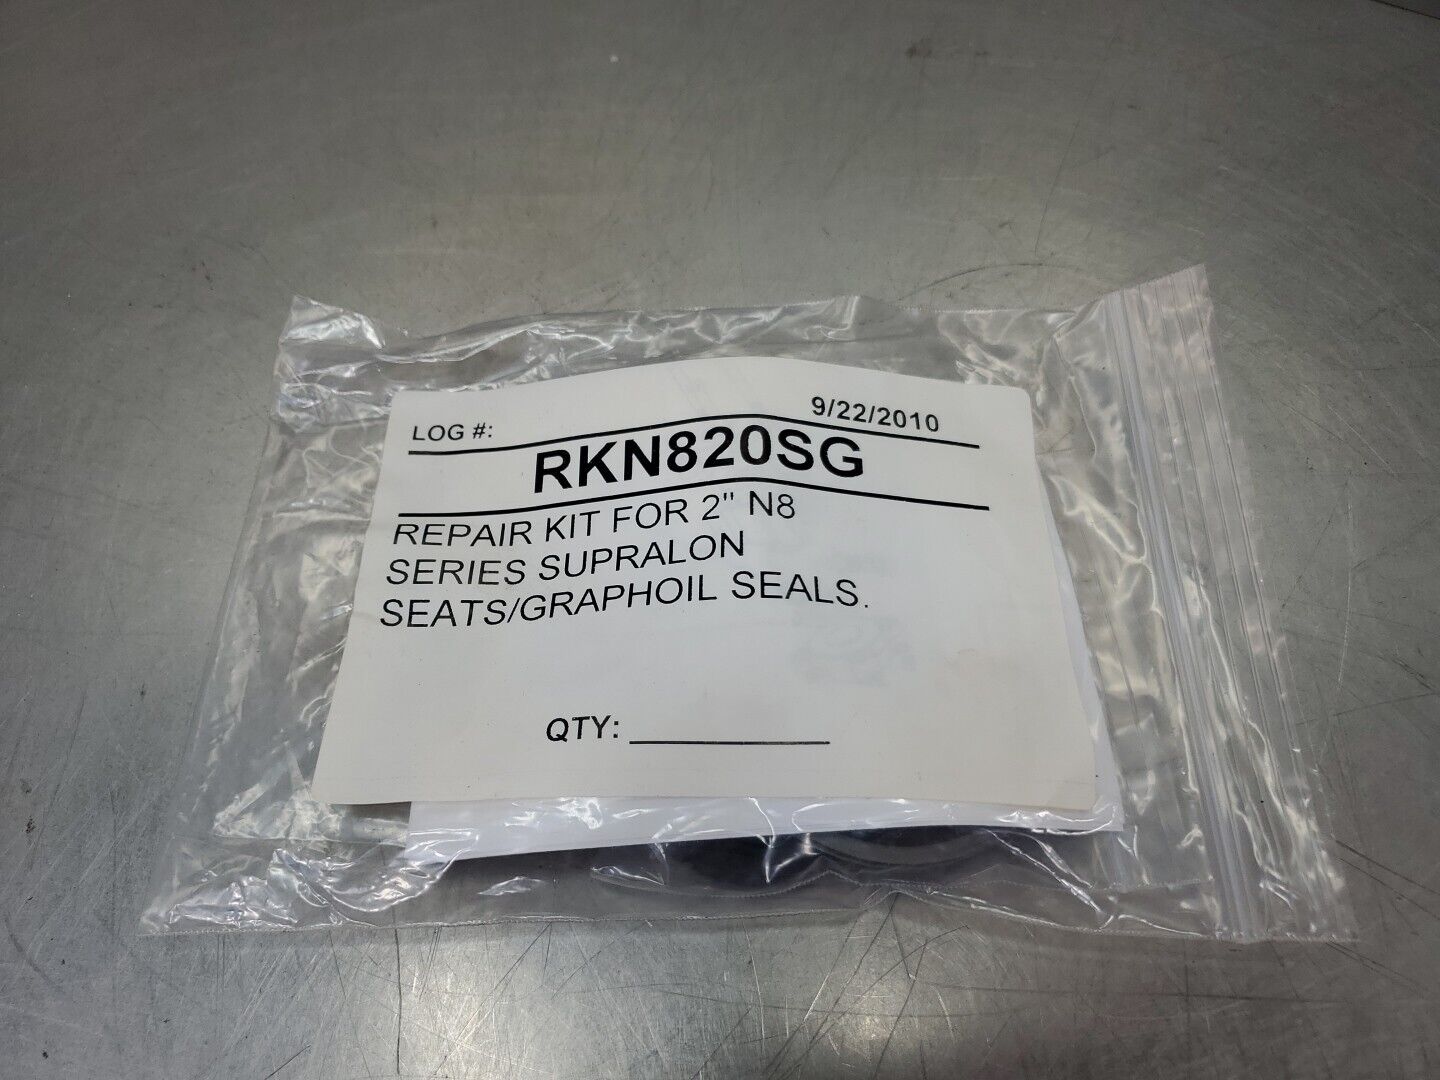 9/22/2010
LOG #:
RKN820SG
REPAIR KIT FOR 2" N8
SERIES SUPRALON
SEATS/GRAPHOIL SEALS.
QTY: